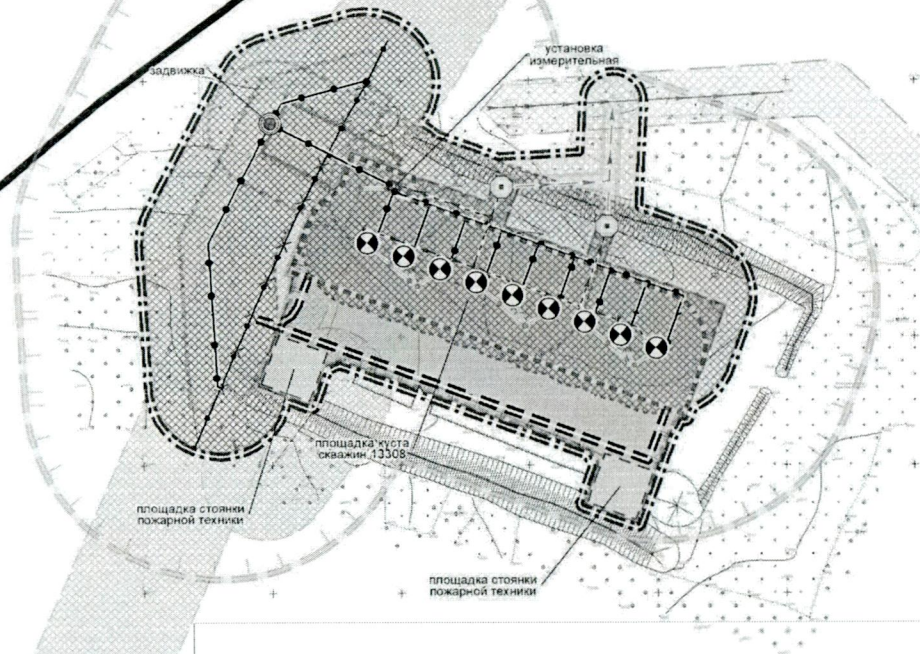 установка
измерительная
задвижка
площадка куста
скважин 13308
площадка стоянки
пожарной техники
площадка стоянки
пожарной техники